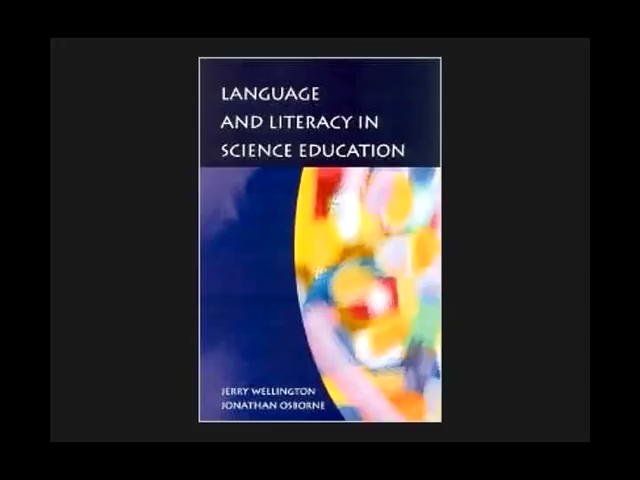 LANGUAGE
AND LITERACY IN
SCIENCE EDUCATION
JERRY WELLINGTON
JONATHAN OSBORNE